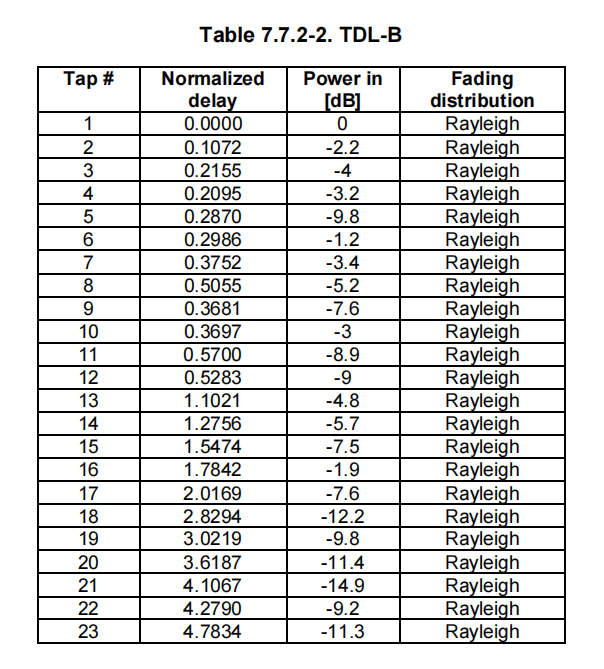 Table 7.7.2-2. TDL-B
Tap # Normalized delay Power in [dB] Fading distribution
1 0.0000 0 Rayleigh
2 0.1072 -2.2 Rayleigh
3 0.2155 -4 Rayleigh
4 0.2095 -3.2 Rayleigh
5 0.2870 -9.8 Rayleigh
6 0.2986 -1.2 Rayleigh
7 0.3752 -3.4 Rayleigh
8 0.5055 -5.2 Rayleigh
9 0.3681 -7.6 Rayleigh
10 0.3697 -3 Rayleigh
11 0.5700 -8.9 Rayleigh
12 0.5283 -9 Rayleigh
13 1.1021 -4.8 Rayleigh
14 1.2756 -5.7 Rayleigh
15 1.5474 -7.5 Rayleigh
16 1.7842 -1.9 Rayleigh
17 2.0169 -7.6 Rayleigh
18 2.8294 -12.2 Rayleigh
19 3.0219 -9.8 Rayleigh
20 3.6187 -11.4 Rayleigh
21 4.1067 -14.9 Rayleigh
22 4.2790 -9.2 Rayleigh
23 4.7834 -11.3 Rayleigh